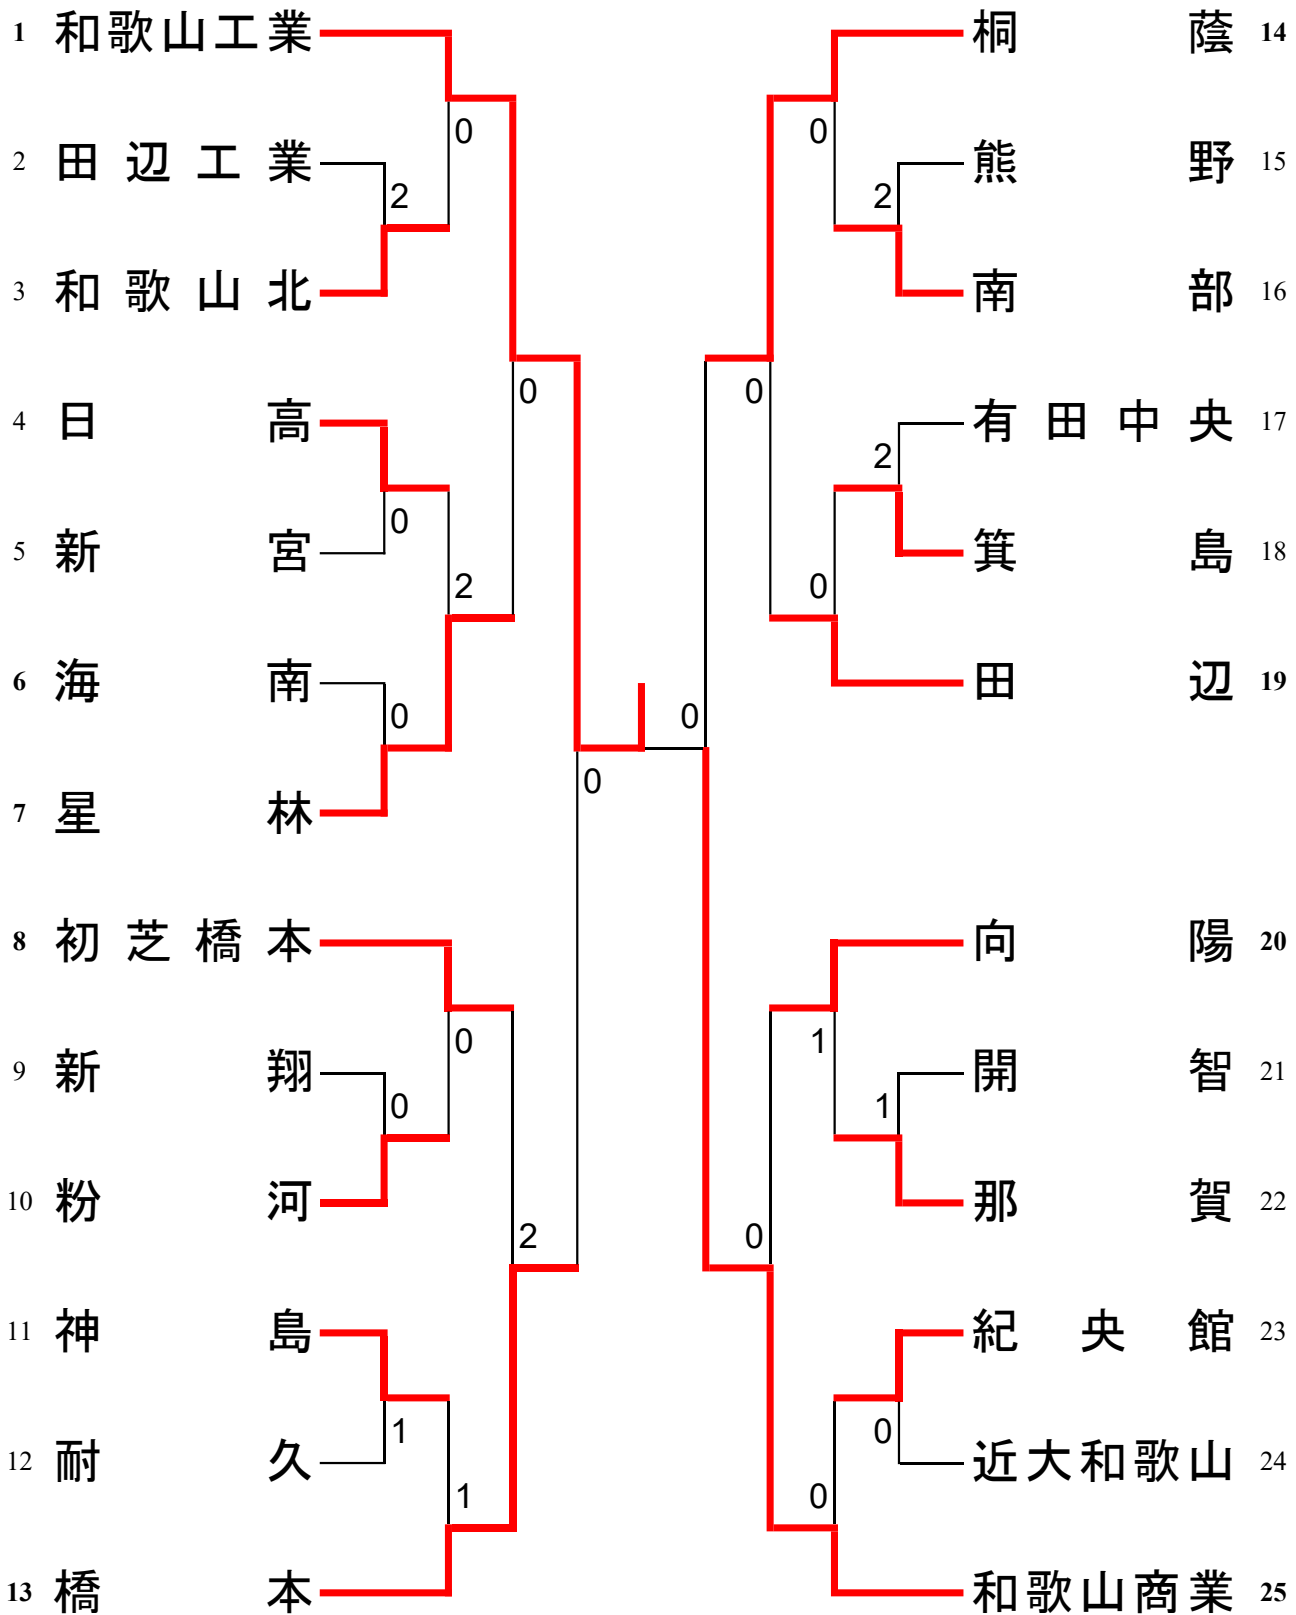 1 和歌山工業
0
2 田辺工業
2
3 和歌山北
0
4 日高
0
5 新宮
2
6 海南
0
7 星林
0
8 初芝橋本
0
9 新翔
0
10 粉河
2
11 神島
1
12 耐久
1
13 橋本
桐蔭 14
0
熊野 15
2
南部 16
0
有田中央 17
2
箕島 18
0
田辺 19
0
向陽 20
1
開智 21
1
那賀 22
0
紀央館 23
0
近大和歌山 24
0
和歌山商業 25